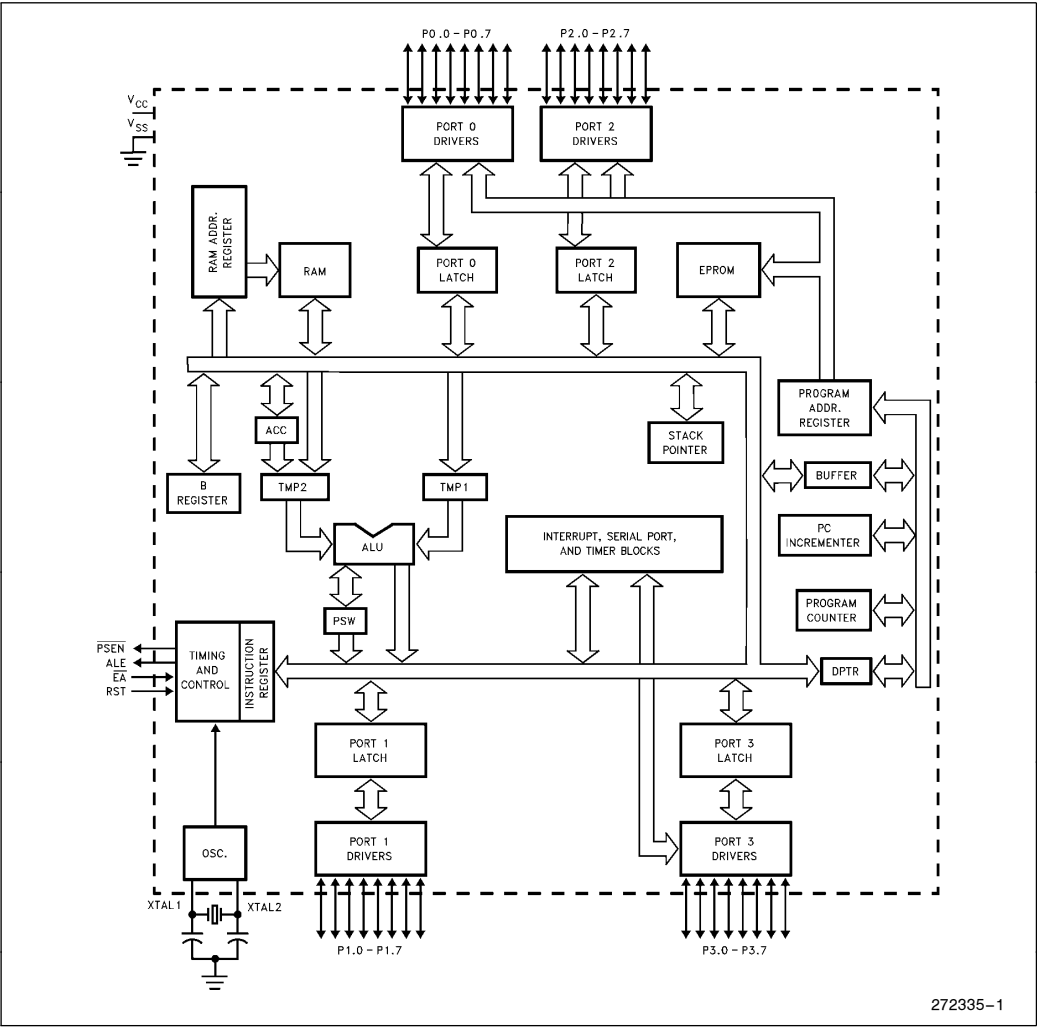 P0.0 – P0.7
P2.0 – P2.7
VCC
VSS
PORT 0
DRIVERS
PORT 2
DRIVERS
RAM ADDR.
REGISTER
RAM
PORT 0
LATCH
PORT 2
LATCH
EPROM
PROGRAM
ADDR.
REGISTER
ACC
STACK
POINTER
B
REGISTER
TMP2
TMP1
BUFFER
ALU
INTERRUPT, SERIAL PORT,
AND TIMER BLOCKS
PC
INCREMENTER
PSW
PROGRAM
COUNTER
PSEN
ALE
EA
RST
TIMING
AND
CONTROL
INSTRUCTION
REGISTER
DPTR
PORT 1
LATCH
PORT 3
LATCH
OSC.
PORT 1
DRIVERS
PORT 3
DRIVERS
XTAL1
XTAL2
P1.0 – P1.7
P3.0 – P3.7
272335–1